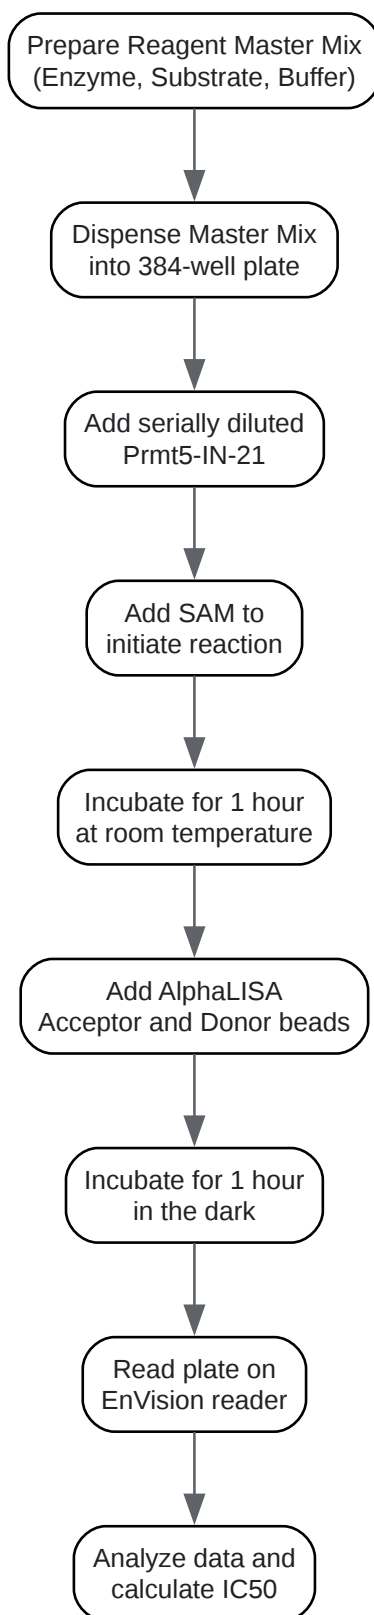 Prepare Reagent Master Mix
(Enzyme, Substrate, Buffer)
Dispense Master Mix
into 384-well plate
Add serially diluted
Prmt5-IN-21
Add SAM to
initiate reaction
Incubate for 1 hour
at room temperature
Add AlphaLISA
Acceptor and Donor beads
Incubate for 1 hour
in the dark
Read plate on
EnVision reader
Analyze data and
calculate IC50